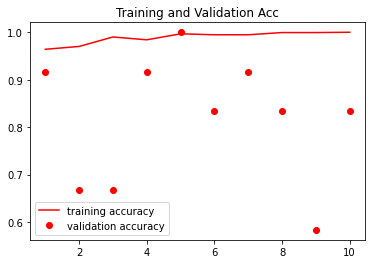 Training and Validation Acc
1.0
0.9
0.8
0.7
0.6
training accuracy
validation accuracy
2 4 6 8 10